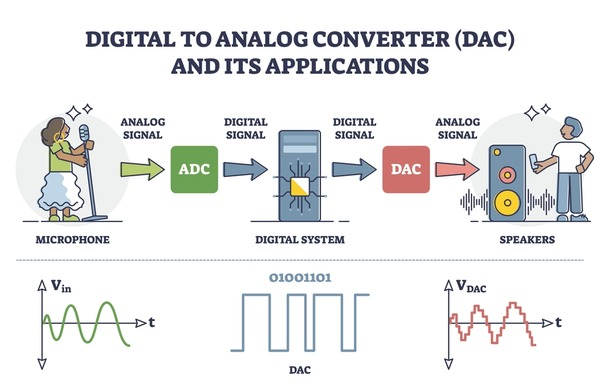 DIGITAL TO ANALOG CONVERTER (DAC)
AND ITS APPLICATIONS
ANALOG
SIGNAL
DIGITAL
SIGNAL
DIGITAL
SIGNAL
ANALOG
SIGNAL
ADC
DAC
MICROPHONE
DIGITAL SYSTEM
SPEAKERS
Vin
t
01001101
DAC
VDAC
t